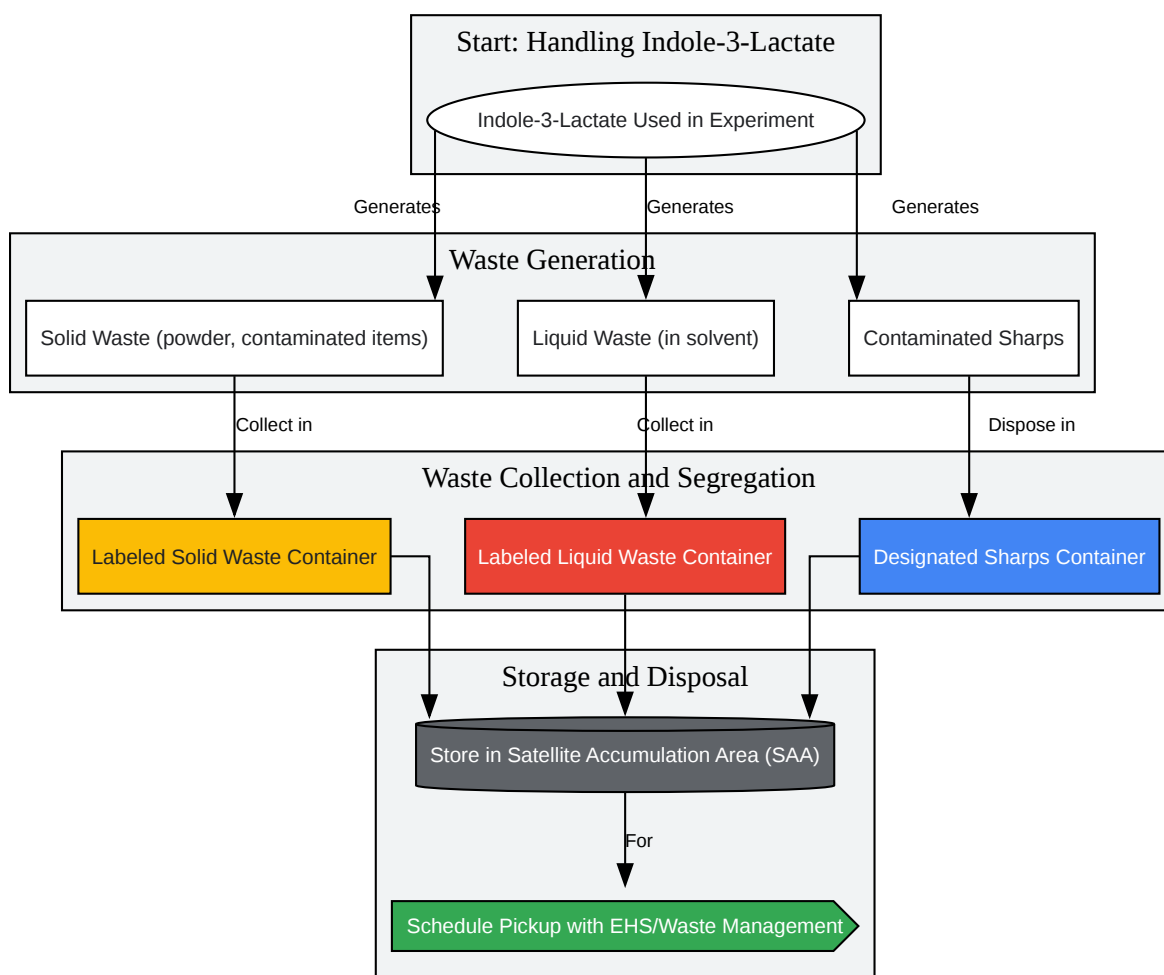 Start: Handling Indole-3-Lactate
Indole-3-Lactate Used in Experiment
Generates
Generates
Generates
Waste Generation
Solid Waste (powder, contaminated items)
Liquid Waste (in solvent)
Contaminated Sharps
Collect in
Collect in
Dispose in
Waste Collection and Segregation
Labeled Solid Waste Container
Labeled Liquid Waste Container
Designated Sharps Container
Storage and Disposal
Store in Satellite Accumulation Area (SAA)
For
Schedule Pickup with EHS/Waste Management